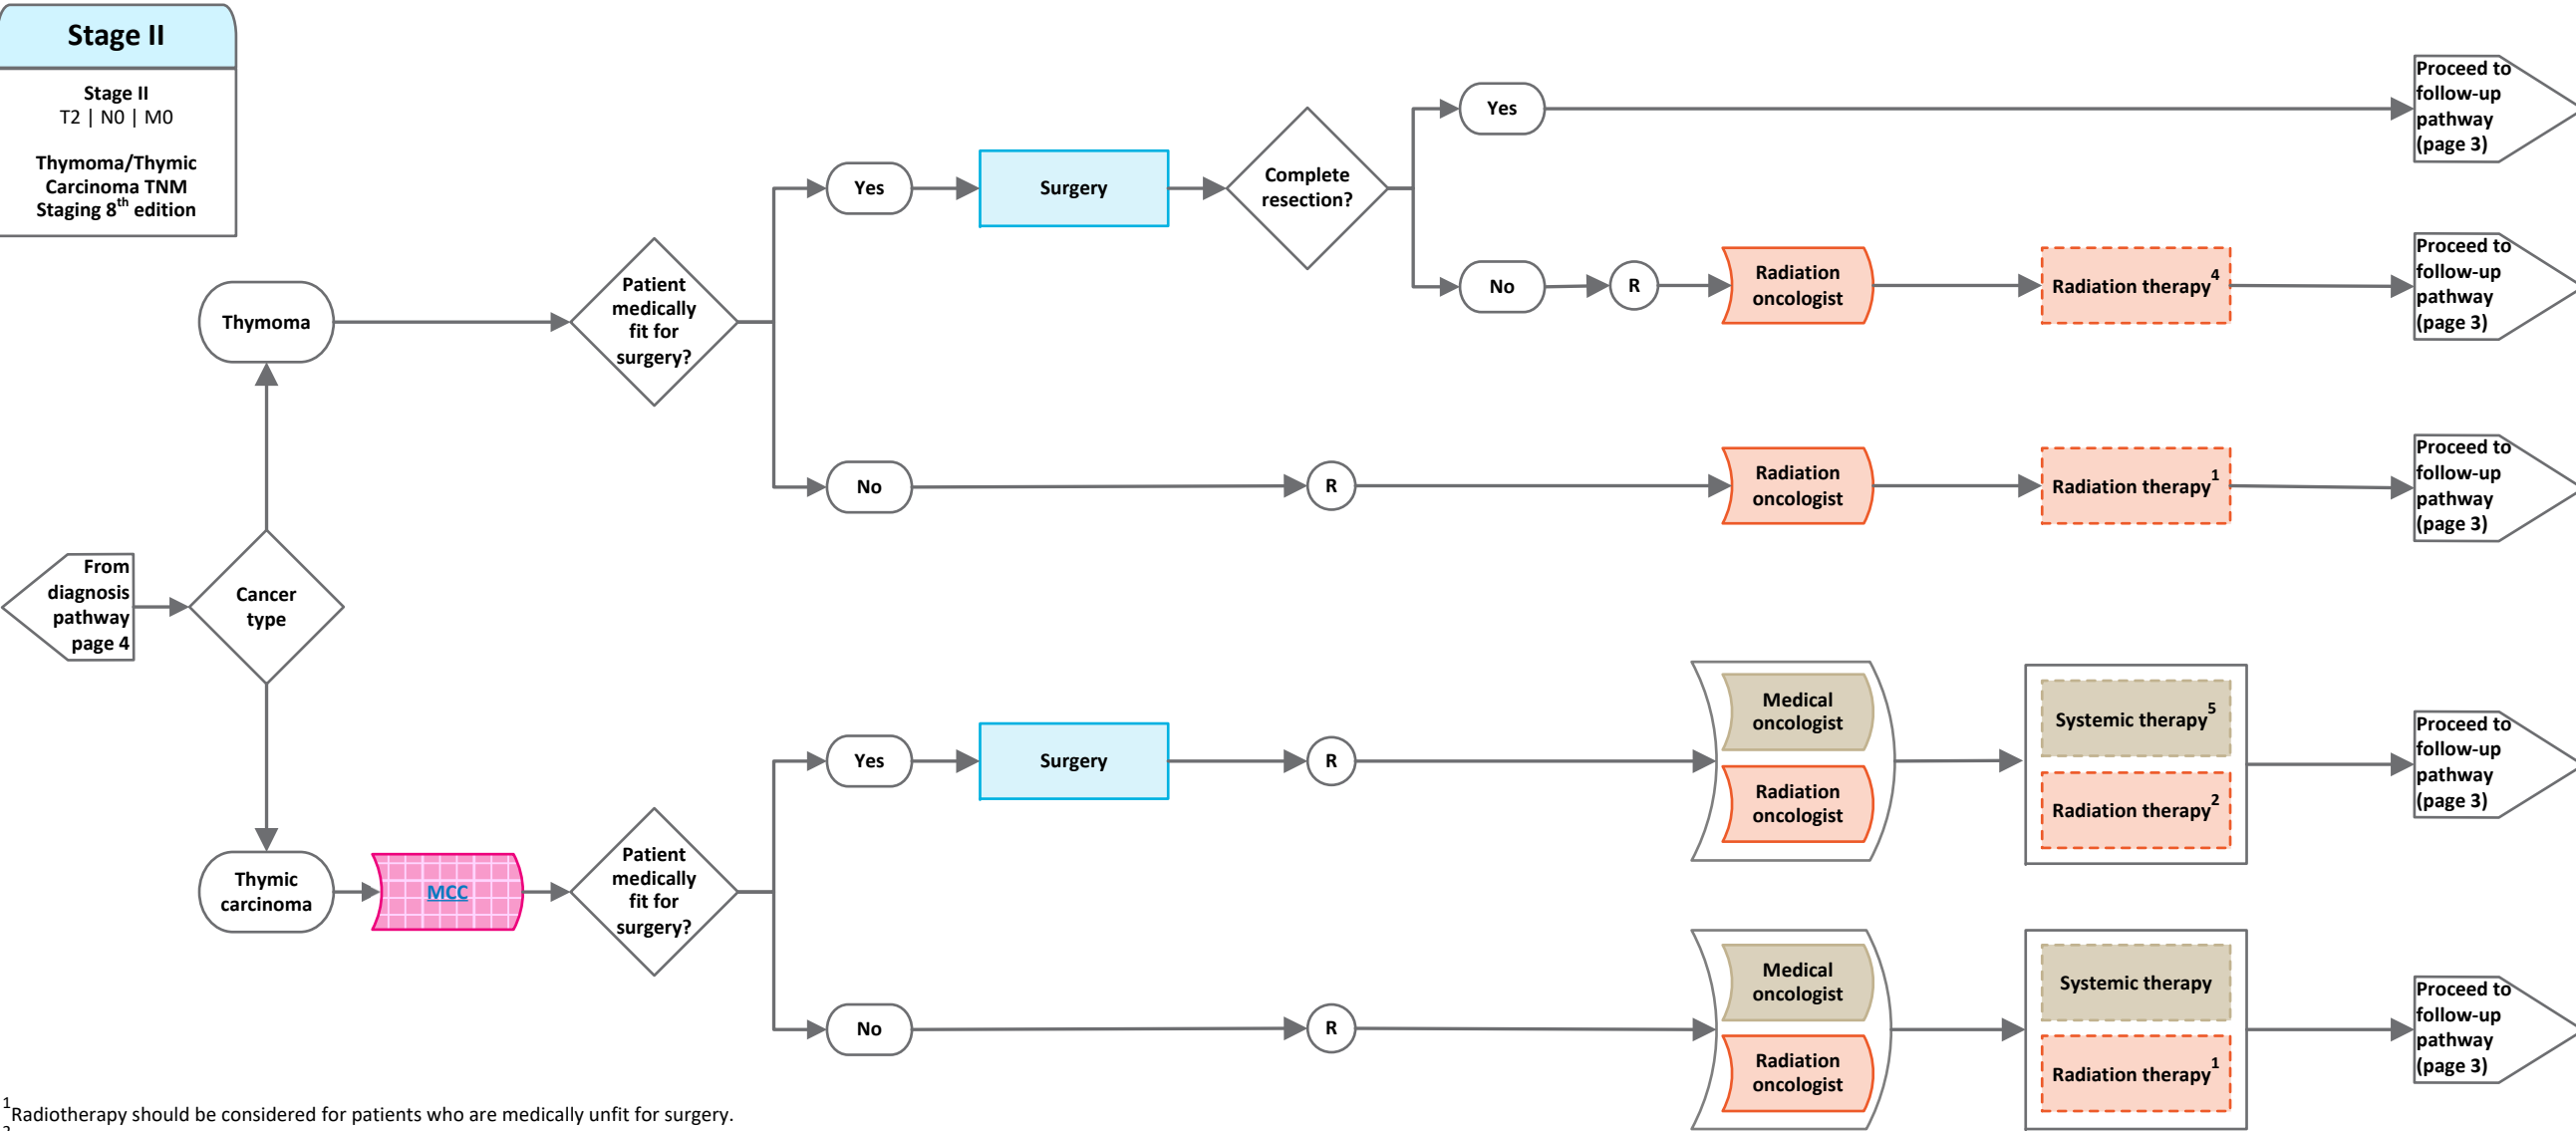 Stage II
Stage II
T2 | N0 | M0
Thymoma/Thymic
Carcinoma TNM
Staging 8th edition
From
diagnosis
pathway
page 4
Cancer
type
Thymoma
Patient
medically
fit for
surgery?
Yes
Surgery
Complete
resection?
Yes
Proceed to
follow-up
pathway
(page 3)
No
R
Radiation
oncologist
Radiation therapy4
Proceed to
follow-up
pathway
(page 3)
No
R
Radiation
oncologist
Radiation therapy1
Proceed to
follow-up
pathway
(page 3)
Thymic
carcinoma
MCC
Patient
medically
fit for
surgery?
Yes
Surgery
R
Medical
oncologist
Radiation
oncologist
Systemic therapy5
Radiation therapy2
Proceed to
follow-up
pathway
(page 3)
No
R
Medical
oncologist
Radiation
oncologist
Systemic therapy
Radiation therapy1
Proceed to
follow-up
pathway
(page 3)
1Radiotherapy should be considered for patients who are medically unfit for surgery.